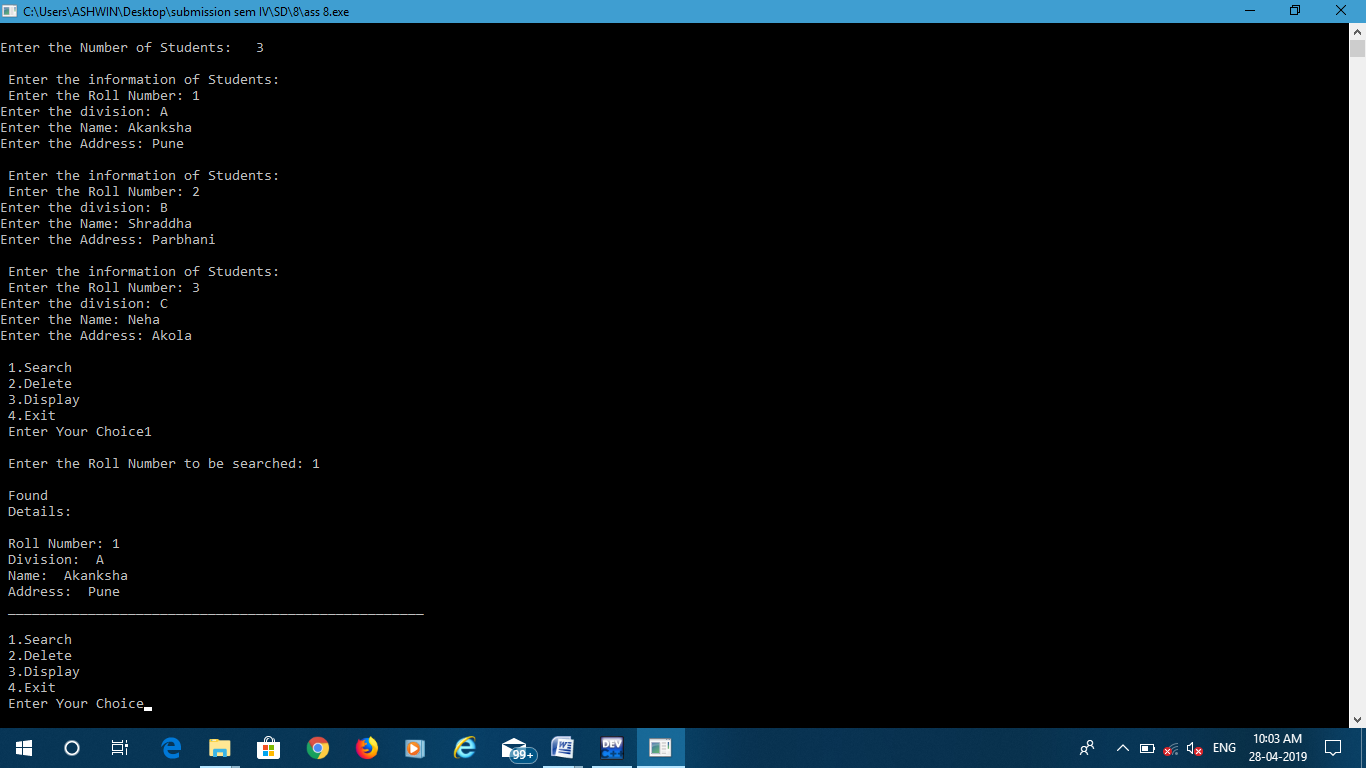 C:\Users\ASHWIN\Desktop\submission sem IV\SD\8\ass 8.exe
Enter the Number of Students:   3
Enter the information of Students:
Enter the Roll Number: 1
Enter the division: A
Enter the Name: Akanksha
Enter the Address: Pune
Enter the information of Students:
Enter the Roll Number: 2
Enter the division: B
Enter the Name: Shraddha
Enter the Address: Parbhani
Enter the information of Students:
Enter the Roll Number: 3
Enter the division: C
Enter the Name: Neha
Enter the Address: Akola
1.Search
2.Delete
3.Display
4.Exit
Enter Your Choice1
Enter the Roll Number to be searched: 1
Found
Details:
Roll Number: 1
Division:  A
Name:  Akanksha
Address:  Pune
____________________________________________________
1.Search
2.Delete
3.Display
4.Exit
Enter Your Choice
99+
DEV
ENG
10:03 AM
28-04-2019